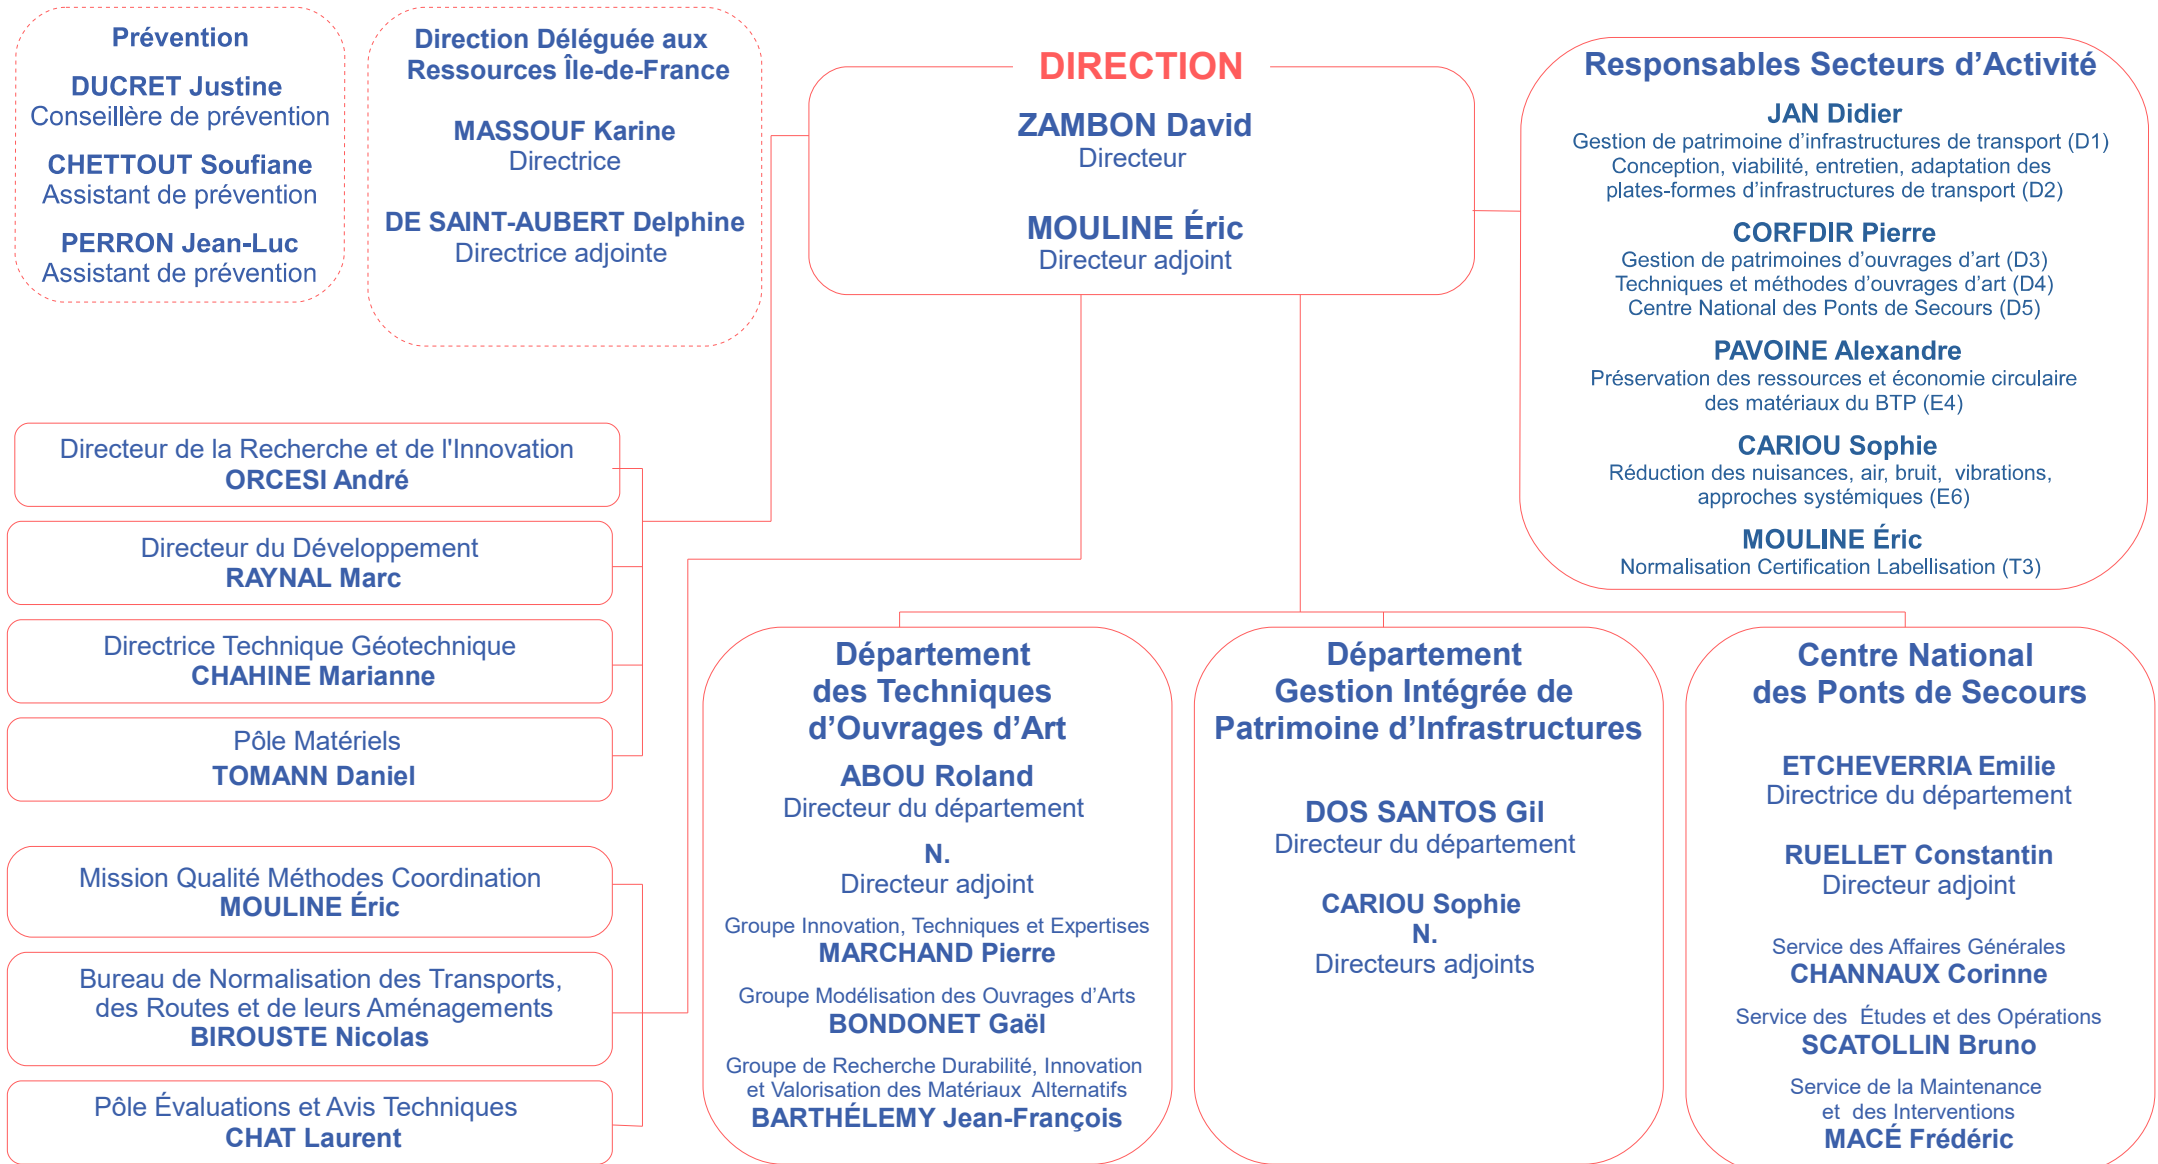 Prévention
DUCRET Justine
Conseillère de prévention
CHETTOUT Soufiane
Assistant de prévention
PERRON Jean-Luc
Assistant de prévention
Direction Déléguée aux
Ressources Île-de-France
MASSOUF Karine
Directrice
DE SAINT-AUBERT Delphine
Directrice adjointe
DIRECTION
ZAMBON David
Directeur
MOULINE Éric
Directeur adjoint
Responsables Secteurs d’Activité
JAN Didier
Gestion de patrimoine d’infrastructures de transport (D1)
Conception, viabilité, entretien, adaptation des
plates-formes d’infrastructures de transport (D2)
CORFDIR Pierre
Gestion de patrimoines d’ouvrages d’art (D3)
Techniques et méthodes d’ouvrages d’art (D4)
Centre National des Ponts de Secours (D5)
PAVOINE Alexandre
Préservation des ressources et économie circulaire
des matériaux du BTP (E4)
CARIOU Sophie
Réduction des nuisances, air, bruit, vibrations,
approches systémiques (E6)
MOULINE Éric
Normalisation Certification Labellisation (T3)
Directeur de la Recherche et de l'Innovation
ORCESI André
Directeur du Développement
RAYNAL Marc
Directrice Technique Géotechnique
CHAHINE Marianne
Pôle Matériels
TOMANN Daniel
Mission Qualité Méthodes Coordination
MOULINE Éric
Bureau de Normalisation des Transports,
des Routes et de leurs Aménagements
BIROUSTE Nicolas
Pôle Évaluations et Avis Techniques
CHAT Laurent
Département
des Techniques
d’Ouvrages d’Art
ABOU Roland
Directeur du département
N.
Directeur adjoint
Groupe Innovation, Techniques et Expertises
MARCHAND Pierre
Groupe Modélisation des Ouvrages d’Arts
BONDONET Gaël
Groupe de Recherche Durabilité, Innovation
et Valorisation des Matériaux Alternatifs
BARTHÉLEMY Jean-François
Département
Gestion Intégrée de
Patrimoine d’Infrastructures
DOS SANTOS Gil
Directeur du département
CARIOU Sophie
N.
Directeurs adjoints
Centre National
des Ponts de Secours
ETCHEVERRIA Emilie
Directrice du département
RUELLET Constantin
Directeur adjoint
Service des Affaires Générales
CHANNAUX Corinne
Service des Études et des Opérations
SCATOLLIN Bruno
Service de la Maintenance
et des Interventions
MACÉ Frédéric